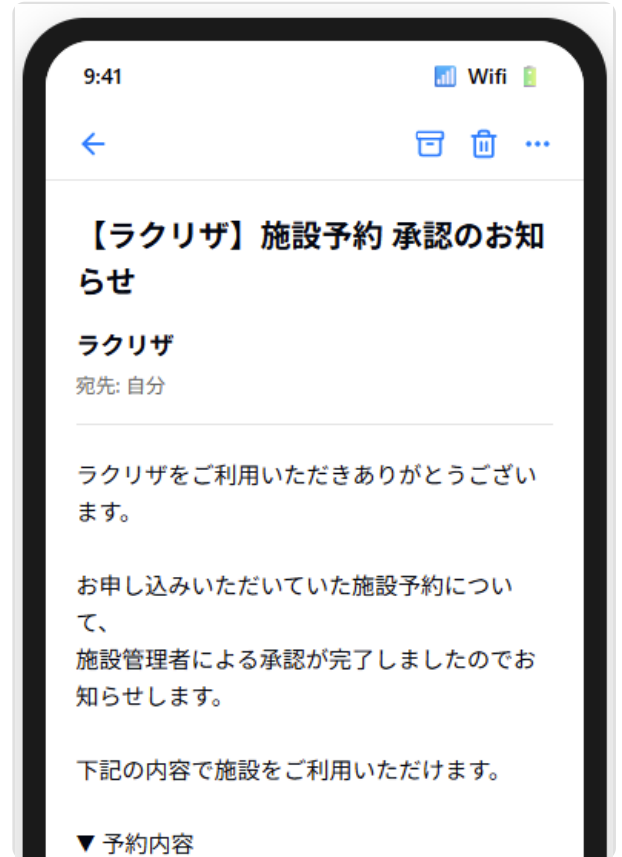 9:41 Wifi
【ラクリザ】施設予約 承認のお知
らせ
ラクリザ
宛先: 自分
ラクリザをご利用いただきありがとうござい
ます。
お申し込みいただいていた施設予約につい
て、
施設管理者による承認が完了しましたのでお
知らせします。
下記の内容で施設をご利用いただけます。
▼ 予約内容